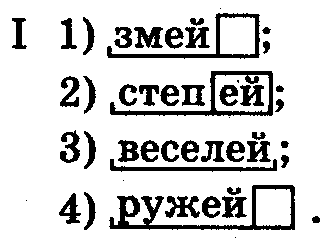 I 1) змей ;
2) степей ;
3) веселей ;
4) ружей .